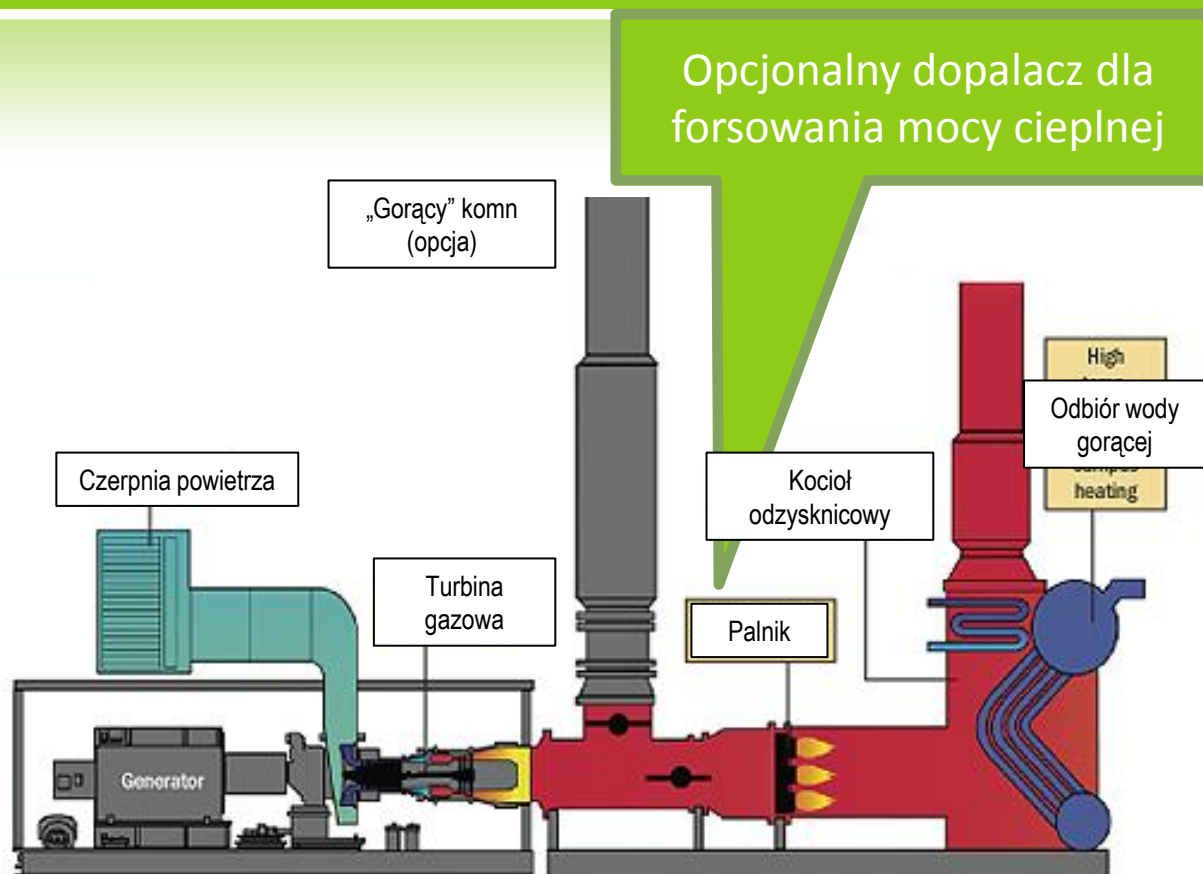 Opcjonalny dopalacz dla
forsowania mocy cieplnej
„Gorący” komn
(opcja)
High
Odbiór wody
gorącej
heating
Czerpnia powietrza
Kocioł
odzysknicowy
Turbina
gazowa
Palnik
Generator